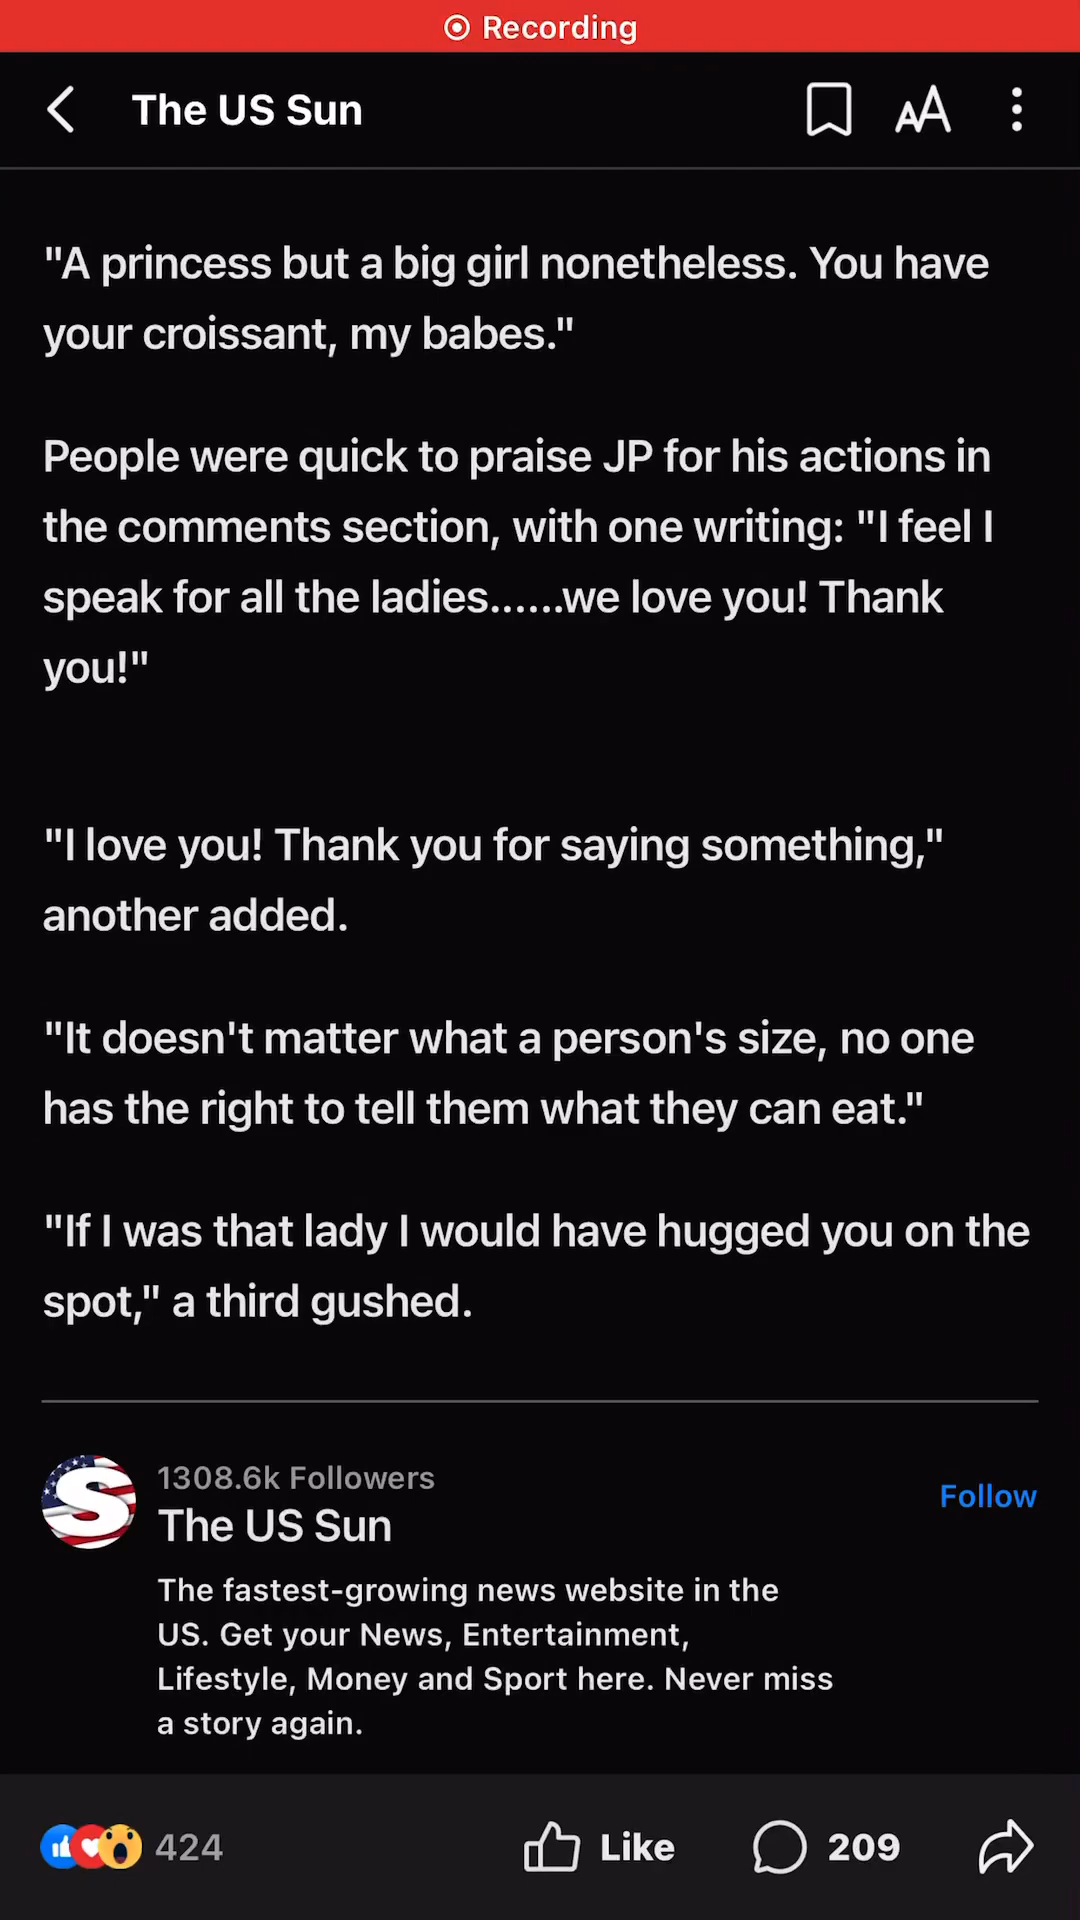 Recording
The US Sun
AA
"A princess but a big girl nonetheless. You have
your croissant, my babes."
People were quick to praise JP for his actions in
the comments section, with one writing: "I feel I
speak for all the ladies......we love you! Thank
you!"
"I love you! Thank you for saying something,"
another added.
"It doesn't matter what a person's size, no one
has the right to tell them what they can eat."
"If I was that lady I would have hugged you on the
spot," a third gushed.
S
1308.6k Followers
The US Sun
Follow
The fastest-growing news website in the
US. Get your News, Entertainment,
Lifestyle, Money and Sport here. Never miss
a story again.
424
Like
209